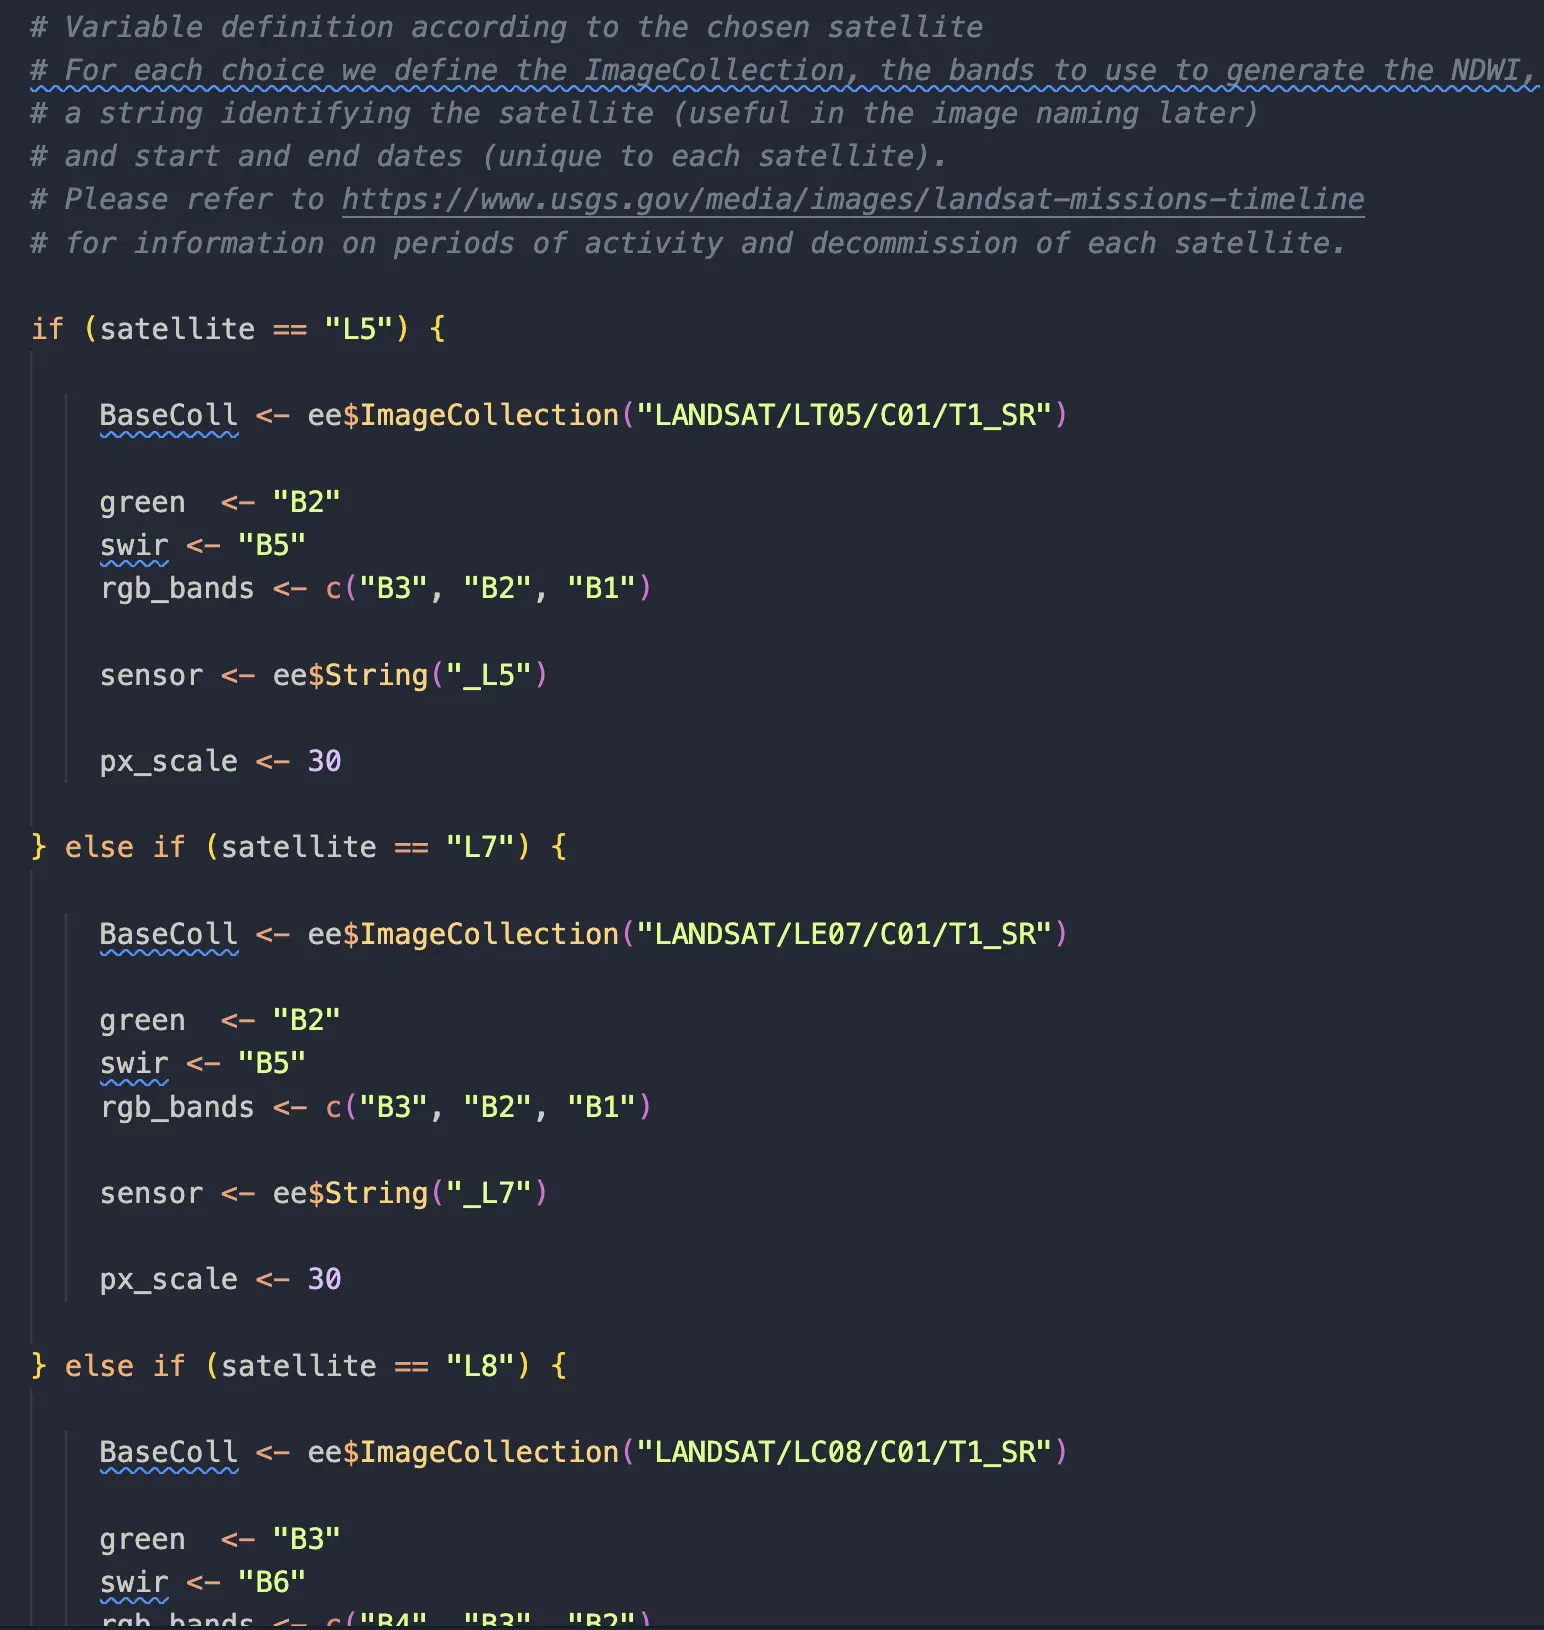 # Variable definition according to the chosen satellite
# For each choice we define the ImageCollection, the bands to use to generate the NDWI,
# a string identifying the satellite (useful in the image naming later)
# and start and end dates (unique to each satellite).
# Please refer to https://www.usgs.gov/media/images/landsat-missions-timeline
# for information on periods of activity and decommission of each satellite.
if (satellite == "L5") {
BaseColl <- ee$ImageCollection("LANDSAT/LT05/C01/T1_SR")
green  <- "B2"
swir <- "B5"
rgb_bands <- c("B3", "B2", "B1")
sensor <- ee$String("_L5")
px_scale <- 30
} else if (satellite == "L7") {
BaseColl <- ee$ImageCollection("LANDSAT/LE07/C01/T1_SR")
green  <- "B2"
swir <- "B5"
rgb_bands <- c("B3", "B2", "B1")
sensor <- ee$String("_L7")
px_scale <- 30
} else if (satellite == "L8") {
BaseColl <- ee$ImageCollection("LANDSAT/LC08/C01/T1_SR")
green  <- "B3"
swir <- "B6"
rgb_bands <- c("B4", "B3", "B2")